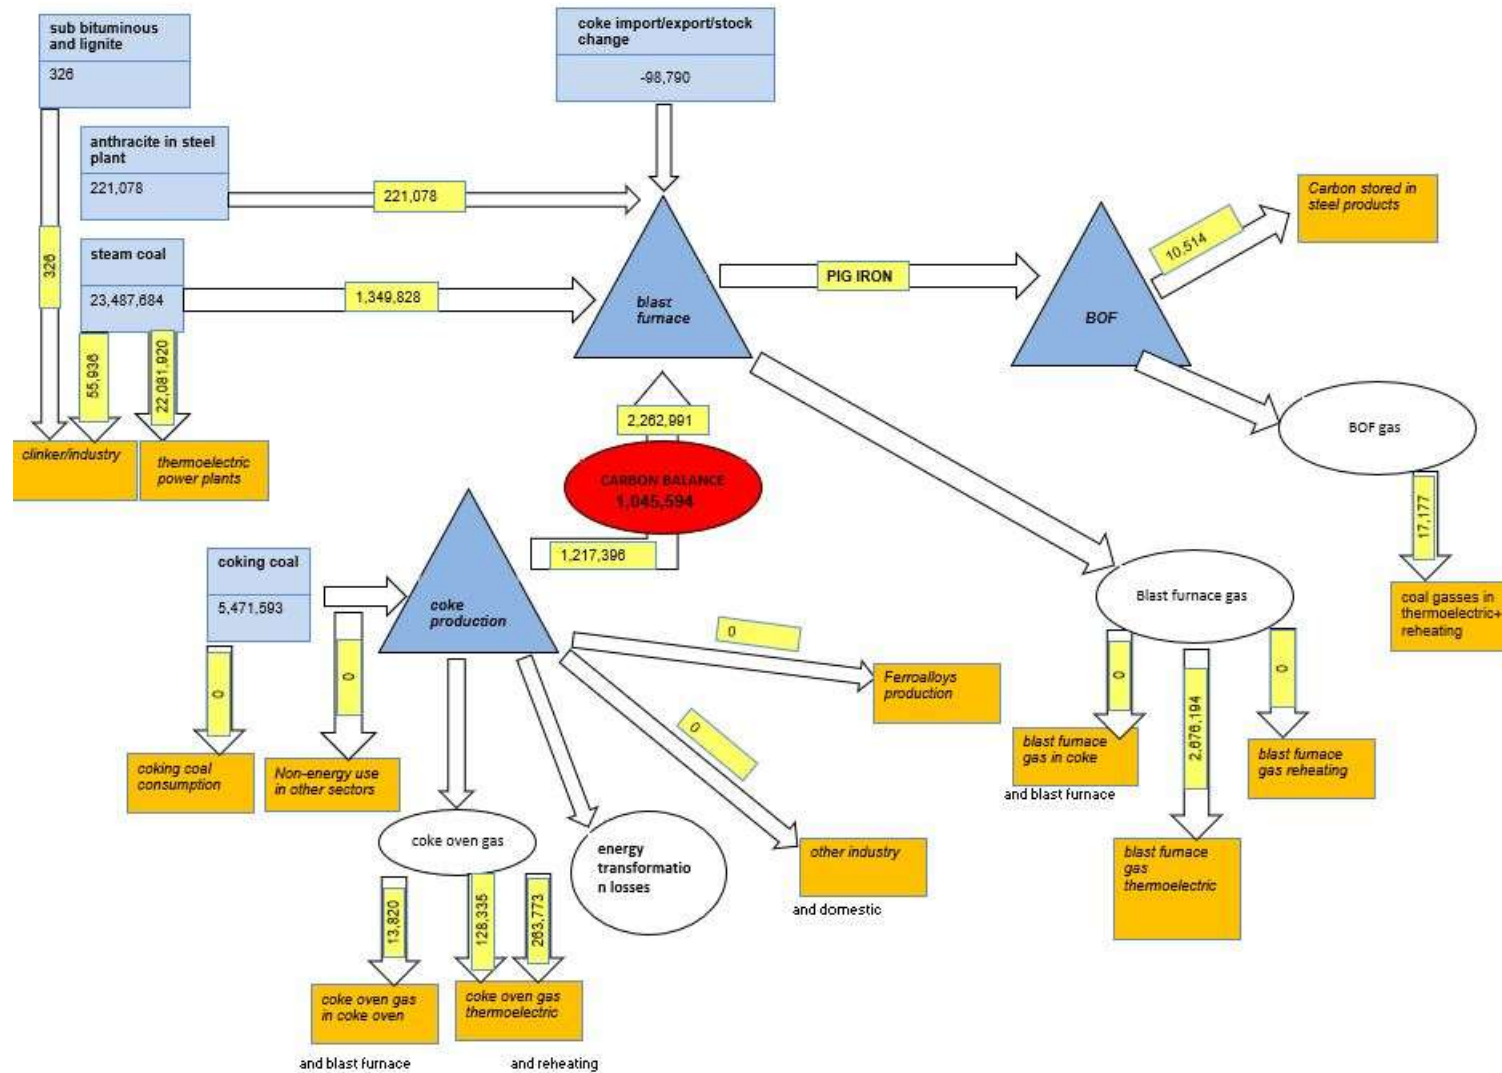 sub bituminous
and lignite
326
coke import/export/stock
change
-98,790
anthracite in steel
plant
221,078
221,078
Carbon stored in
steel products
10,514
326
steam coal
23,487,684
1,349,828
PIG IRON
blast
furnace
BOF
55,936
22,081,920
clinker/industry
thermoelectric
power plants
2,262,991
BOF gas
CARBON BALANCE
1,045,594
17,177
1,217,396
coking coal
5,471,593
coke
production
Blast furnace gas
coal gasses in
thermoelectric+
reheating
0
0
0
Ferroalloys
production
0
0
2,676,194
0
coking coal
consumption
Non-energy use
in other sectors
blast furnace
gas in coke
and blast furnace
blast furnace
gas reheating
coke oven gas
energy
transformatio
n losses
other industry
and domestic
blast furnace
gas
thermoelectric
13,820
128,335
263,773
coke oven gas
in coke oven
coke oven gas
thermoelectric
and blast furnace
and reheating